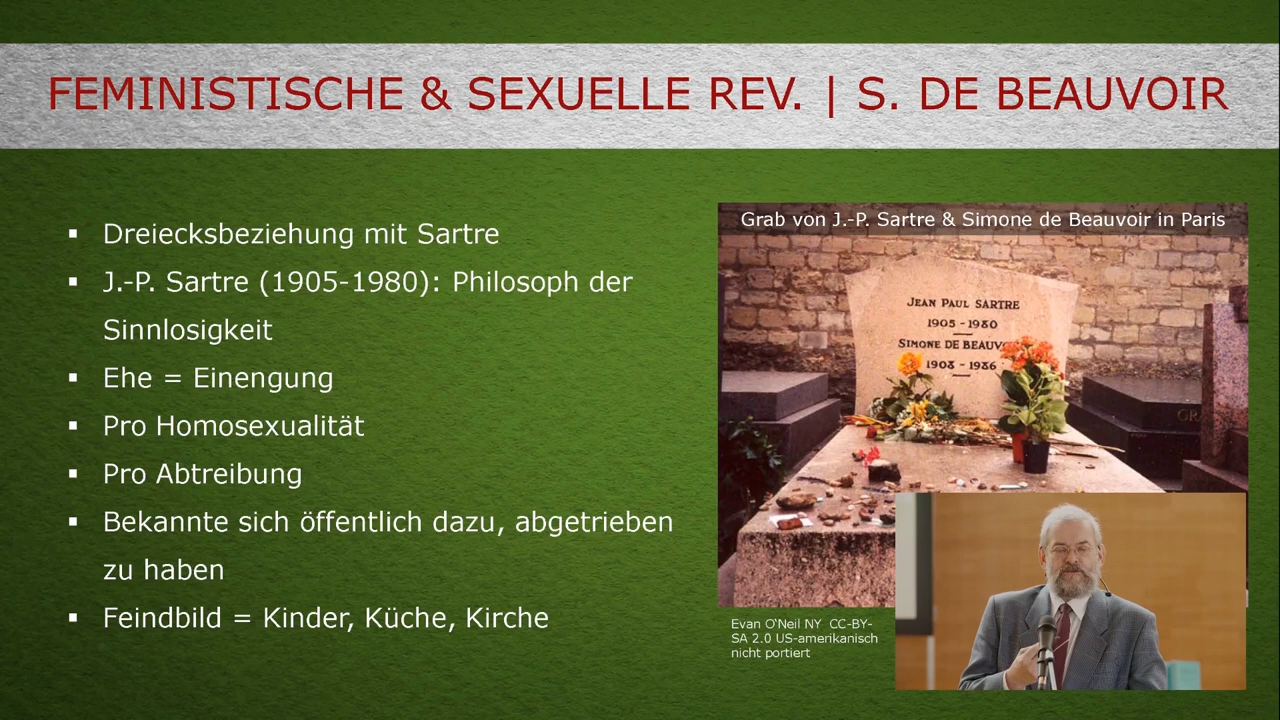 FEMINISTISCHE & SEXUELLE REV. | S. DE BEAUVOIR
▪ Dreiecksbeziehung mit Sartre
▪ J.-P. Sartre (1905-1980): Philosoph der
Sinnlosigkeit
▪ Ehe = Einengung
▪ Pro Homosexualität
▪ Pro Abtreibung
▪ Bekannte sich öffentlich dazu, abgetrieben
zu haben
▪ Feindbild = Kinder, Küche, Kirche
Grab von J.-P. Sartre & Simone de Beauvoir in Paris
JEAN PAUL SARTRE
1905 - 1980
SIMONE DE BEAUV
1908 - 1986
Evan O‘Neil NY CC-BY-
SA 2.0 US-amerikanisch
nicht portiert